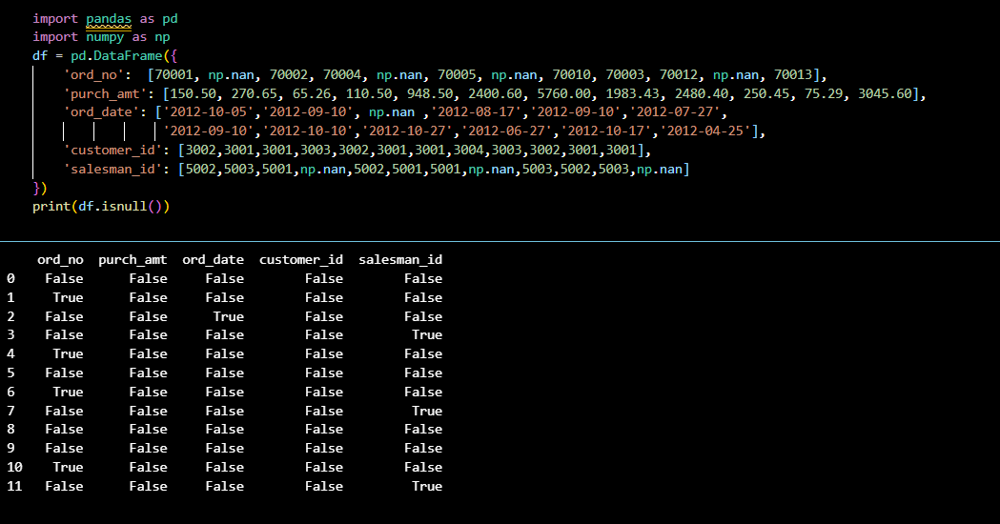 import pandas as pd
import numpy as np
df = pd.DataFrame({
    'ord_no':  [70001, np.nan, 70002, 70004, np.nan, 70005, np.nan, 70010, 70003, 70012, np.nan, 70013],
    'purch_amt': [150.50, 270.65, 65.26, 110.50, 948.50, 2400.60, 5760.00, 1983.43, 2480.40, 250.45, 75.29, 3045.60],
    'ord_date': ['2012-10-05','2012-09-10', np.nan ,'2012-08-17','2012-09-10','2012-07-27',
                 '2012-09-10','2012-10-10','2012-10-27','2012-06-27','2012-10-17','2012-04-25'],
    'customer_id': [3002,3001,3001,3003,3002,3001,3001,3004,3003,3002,3001,3001],
    'salesman_id': [5002,5003,5001,np.nan,5002,5001,5001,np.nan,5003,5002,5003,np.nan]
})
print(df.isnull())
    ord_no  purch_amt  ord_date  customer_id  salesman_id
0    False      False     False        False        False
1     True      False     False        False        False
2    False      False      True        False        False
3    False      False     False        False         True
4     True      False     False        False        False
5    False      False     False        False        False
6     True      False     False        False        False
7    False      False     False        False         True
8    False      False     False        False        False
9    False      False     False        False        False
10    True      False     False        False        False
11   False      False     False        False         True